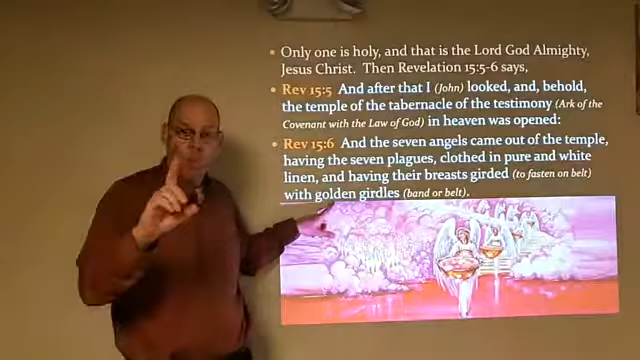 • Only one is holy, and that is the Lord God Almighty,
Jesus Christ. Then Revelation 15:5-6 says,
• Rev 15:5 And after that I (John) looked, and, behold,
the temple of the tabernacle of the testimony (Ark of the
Covenant with the Law of God) in heaven was opened:
• Rev 15:6 And the seven angels came out of the temple,
having the seven plagues, clothed in pure and white
linen, and having their breasts girded (to fasten on belt)
with golden girdles (band or belt).